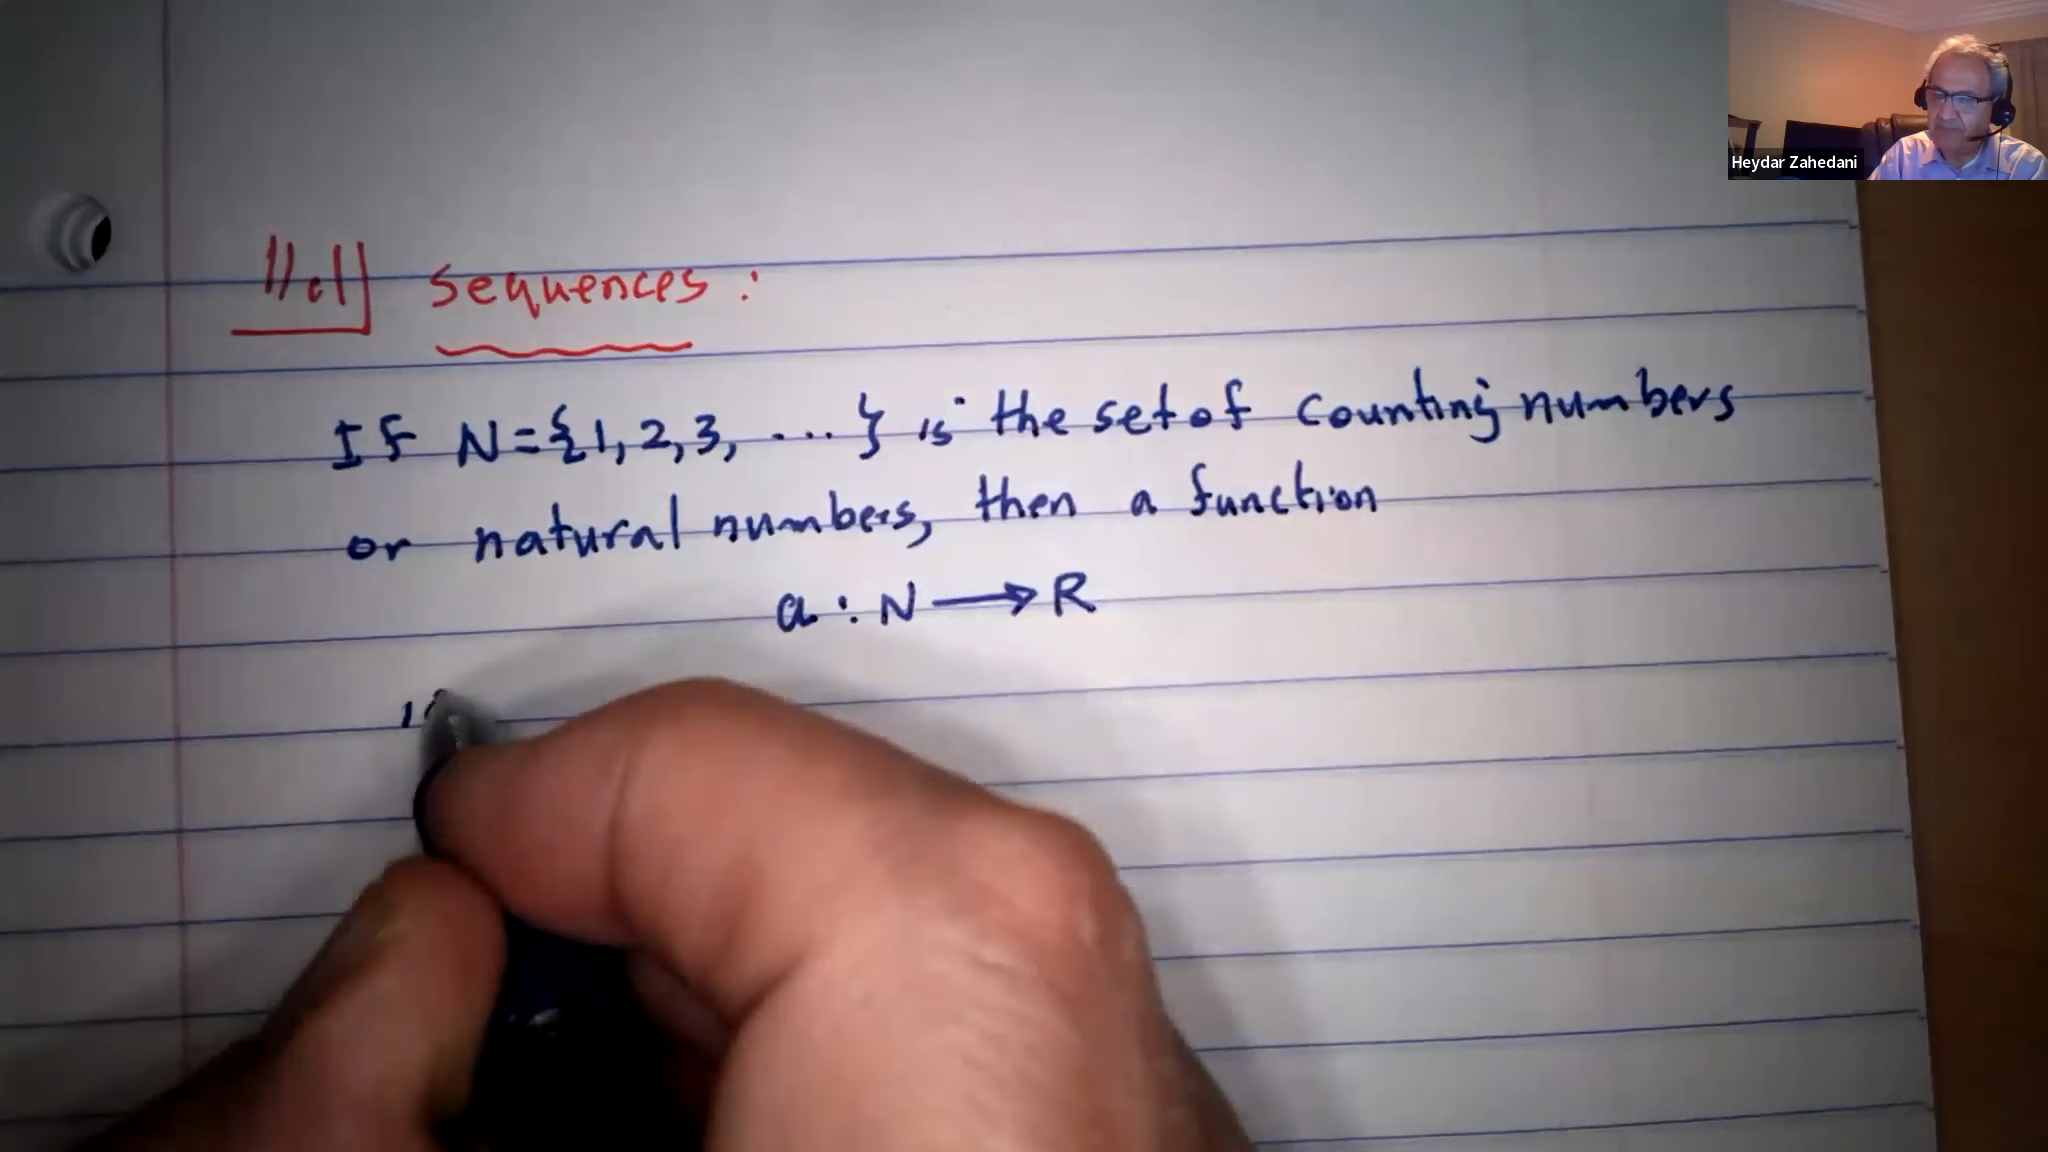 Heydar Zahedani
11.1 sequences:
If N={1, 2, 3, ...} is the set of counting numbers
or natural numbers, then a function
a : N → R
is